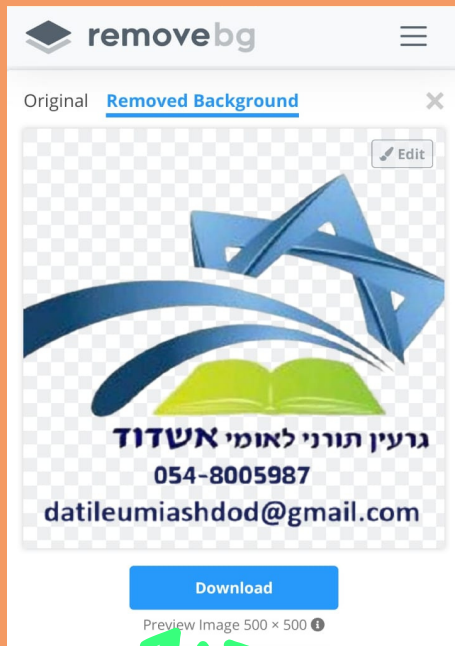 removebg
Original Removed Background
Edit
גרעין תורני לאומי אשדוד
054-8005987
datileumiashdod@gmail.com
Download
Preview Image 500 × 500